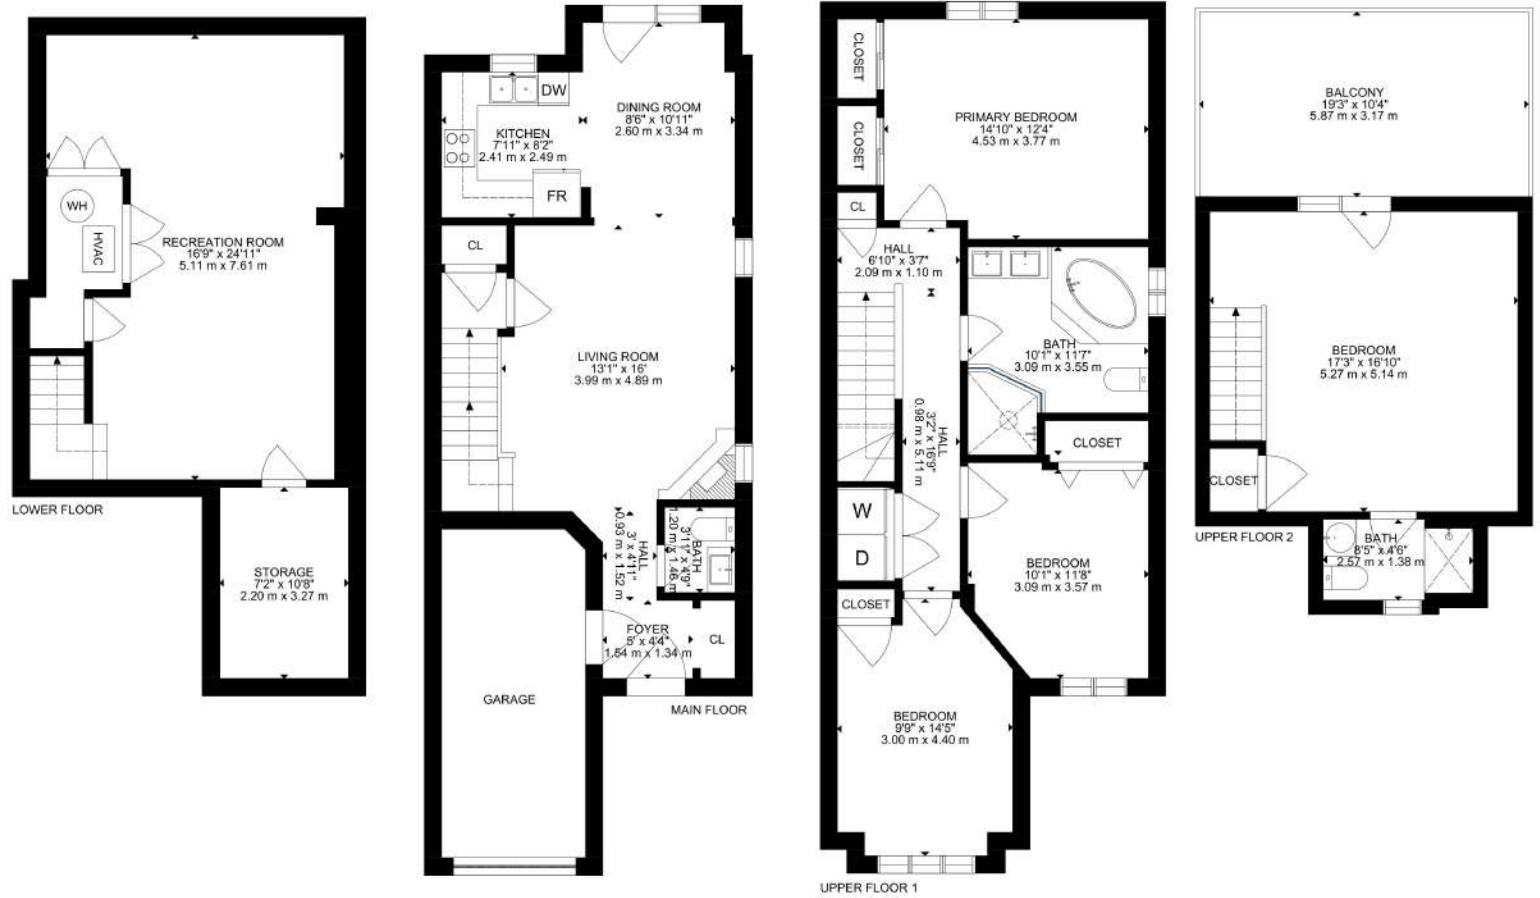 WH
HVAC
RECREATION ROOM
16'9" x 24'11"
5.11 m x 7.61 m
LOWER FLOOR
STORAGE
7'2" x 10'8"
2.20 m x 3.27 m
DW
KITCHEN
7'11" x 8'2"
2.41 m x 2.49 m
FR
DINING ROOM
8'6" x 10'11"
2.60 m x 3.34 m
CL
LIVING ROOM
13'1" x 16'
3.99 m x 4.89 m
HALL
3' x 4'11"
0.93 m x 1.52 m
BATH
3'11" x 4'9"
1.20 m x 1.46 m
FOYER
5' x 4'4"
1.54 m x 1.34 m
CL
GARAGE
MAIN FLOOR
CLOSET
CLOSET
PRIMARY BEDROOM
14'10" x 12'4"
4.53 m x 3.77 m
CL
HALL
6'10" x 3'7"
2.09 m x 1.10 m
BATH
10'1" x 11'7"
3.09 m x 3.55 m
HALL
3'2" x 16'9"
0.98 m x 5.11 m
CLOSET
W
D
BEDROOM
10'1" x 11'8"
3.09 m x 3.57 m
CLOSET
BEDROOM
9'9" x 14'5"
3.00 m x 4.40 m
UPPER FLOOR 1
BALCONY
19'3" x 10'4"
5.87 m x 3.17 m
BEDROOM
17'3" x 16'10"
5.27 m x 5.14 m
CLOSET
UPPER FLOOR 2
BATH
8'5" x 4'6"
2.57 m x 1.38 m